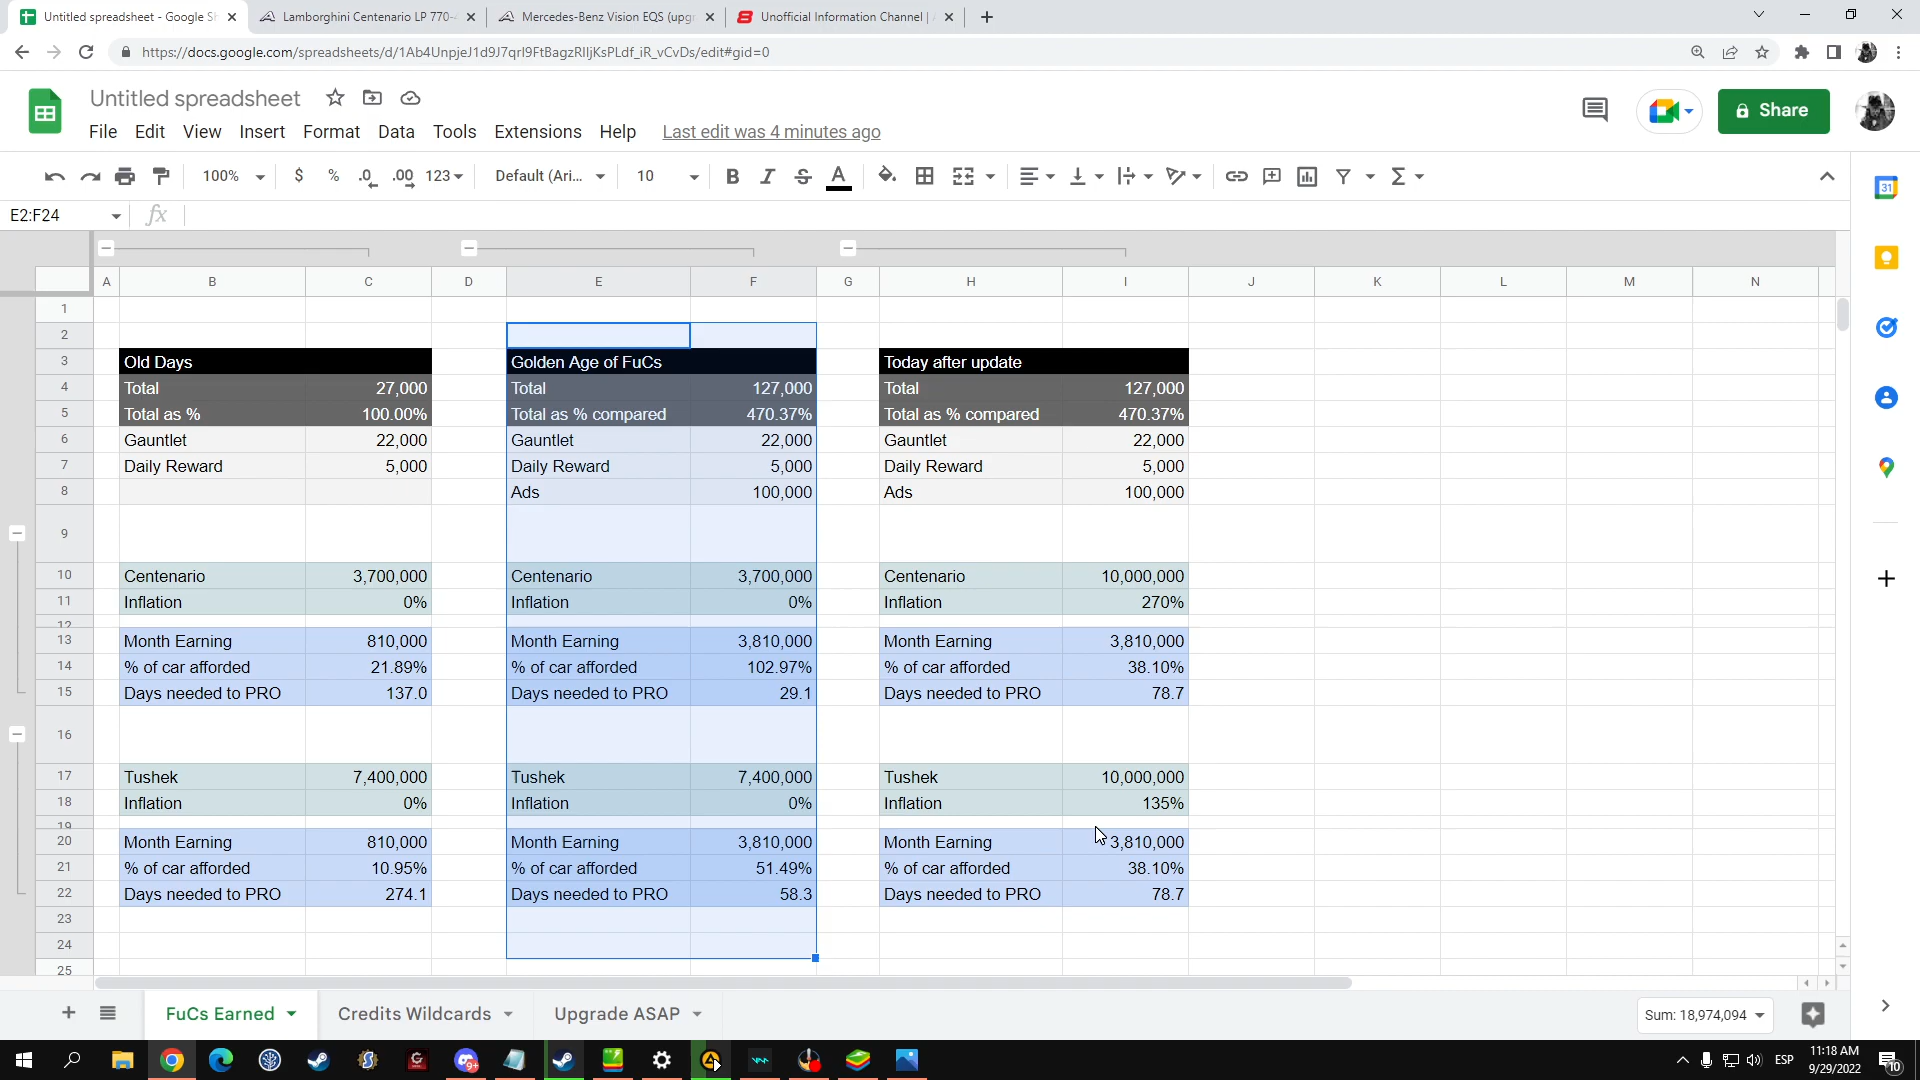 Untitled spreadsheet - Google Sh
Lamborghini Centenario LP 770-
Mercedes-Benz Vision EQS (upgr
Unofficial Information Channel |
https://docs.google.com/spreadsheets/d/1Ab4UnpjeJ1d9J7qrI9FtBagzRIIjKsPLdf_iR_vCvDs/edit#gid=0
Untitled spreadsheet
File Edit View Insert Format Data Tools Extensions Help Last edit was 4 minutes ago
Share
100% $ % .0 .00 123 Default (Ari... 10 B I S A
31
E2:F24 fx
A B C D E F G H I J K L M N
1
2
3 Old Days Golden Age of FuCs Today after update
4 Total 27,000 Total 127,000 Total 127,000
5 Total as % 100.00% Total as % compared 470.37% Total as % compared 470.37%
6 Gauntlet 22,000 Gauntlet 22,000 Gauntlet 22,000
7 Daily Reward 5,000 Daily Reward 5,000 Daily Reward 5,000
8 Ads 100,000 Ads 100,000
9
10 Centenario 3,700,000 Centenario 3,700,000 Centenario 10,000,000
11 Inflation 0% Inflation 0% Inflation 270%
12
13 Month Earning 810,000 Month Earning 3,810,000 Month Earning 3,810,000
14 % of car afforded 21.89% % of car afforded 102.97% % of car afforded 38.10%
15 Days needed to PRO 137.0 Days needed to PRO 29.1 Days needed to PRO 78.7
16
17 Tushek 7,400,000 Tushek 7,400,000 Tushek 10,000,000
18 Inflation 0% Inflation 0% Inflation 135%
19
20 Month Earning 810,000 Month Earning 3,810,000 Month Earning 3,810,000
21 % of car afforded 10.95% % of car afforded 51.49% % of car afforded 38.10%
22 Days needed to PRO 274.1 Days needed to PRO 58.3 Days needed to PRO 78.7
23
24
25
FuCs Earned Credits Wildcards Upgrade ASAP Sum: 18,974,094
9+
ESP
11:18 AM
9/29/2022
10